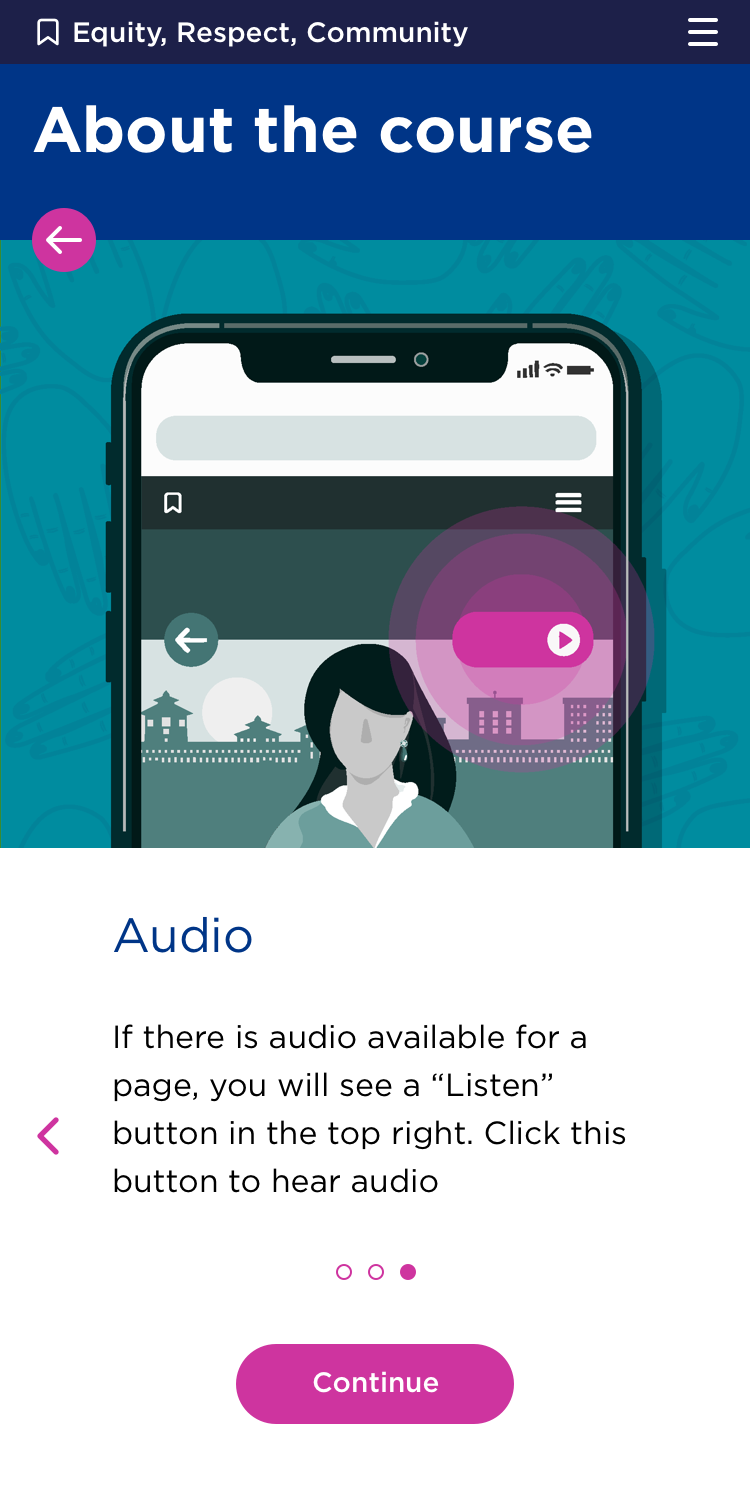 Equity, Respect, Community
About the course
Audio
If there is audio available for a
page, you will see a “Listen”
button in the top right. Click this
button to hear audio
Continue